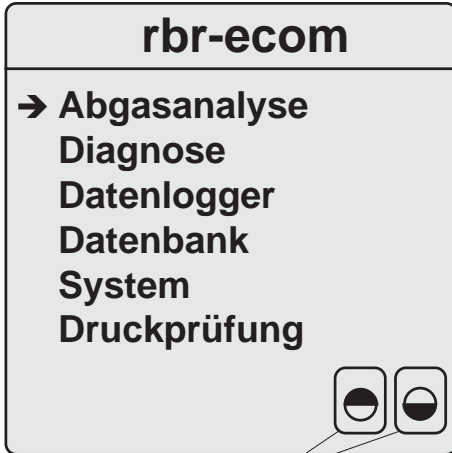 rbr-ecom
➔ Abgasanalyse
Diagnose
Datenlogger
Datenbank
System
Druckprüfung